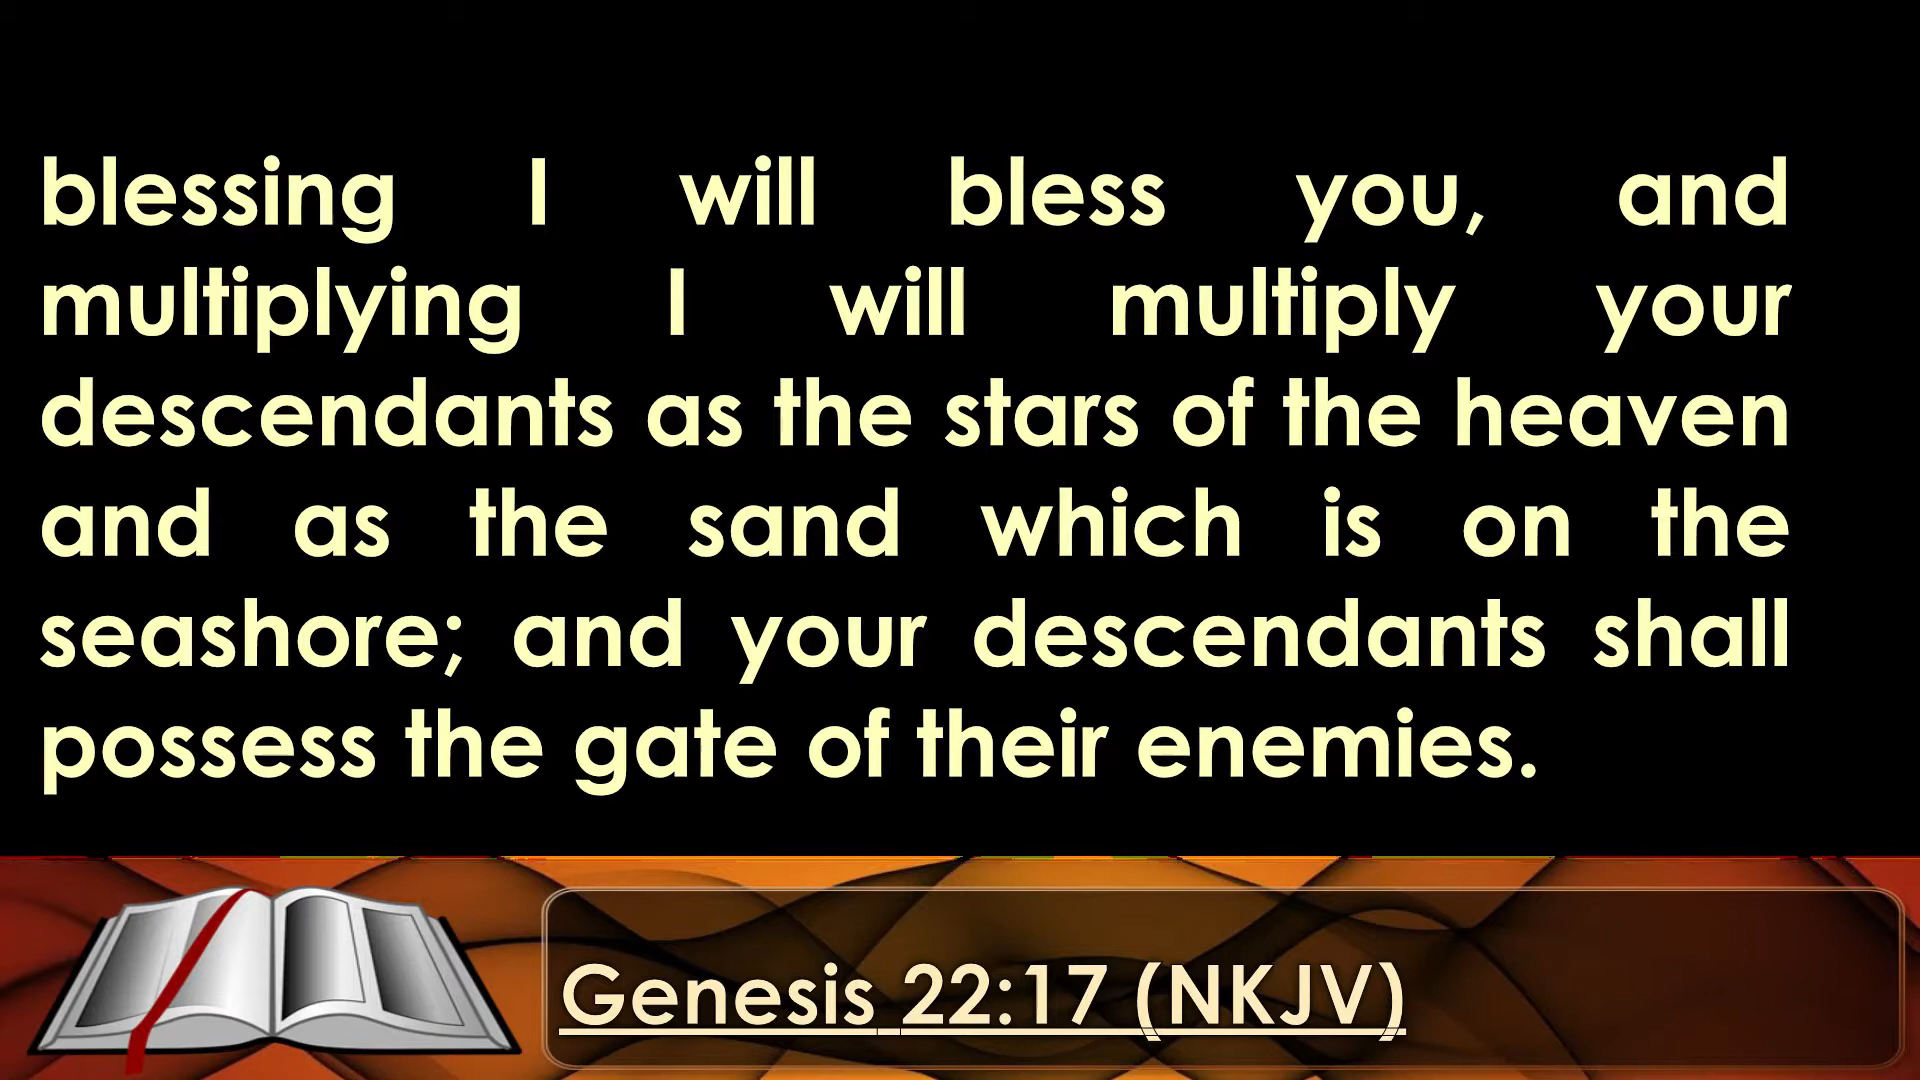 blessing I will bless you, and
multiplying I will multiply your
descendants as the stars of the heaven
and as the sand which is on the
seashore; and your descendants shall
possess the gate of their enemies.
Genesis 22:17 (NKJV)